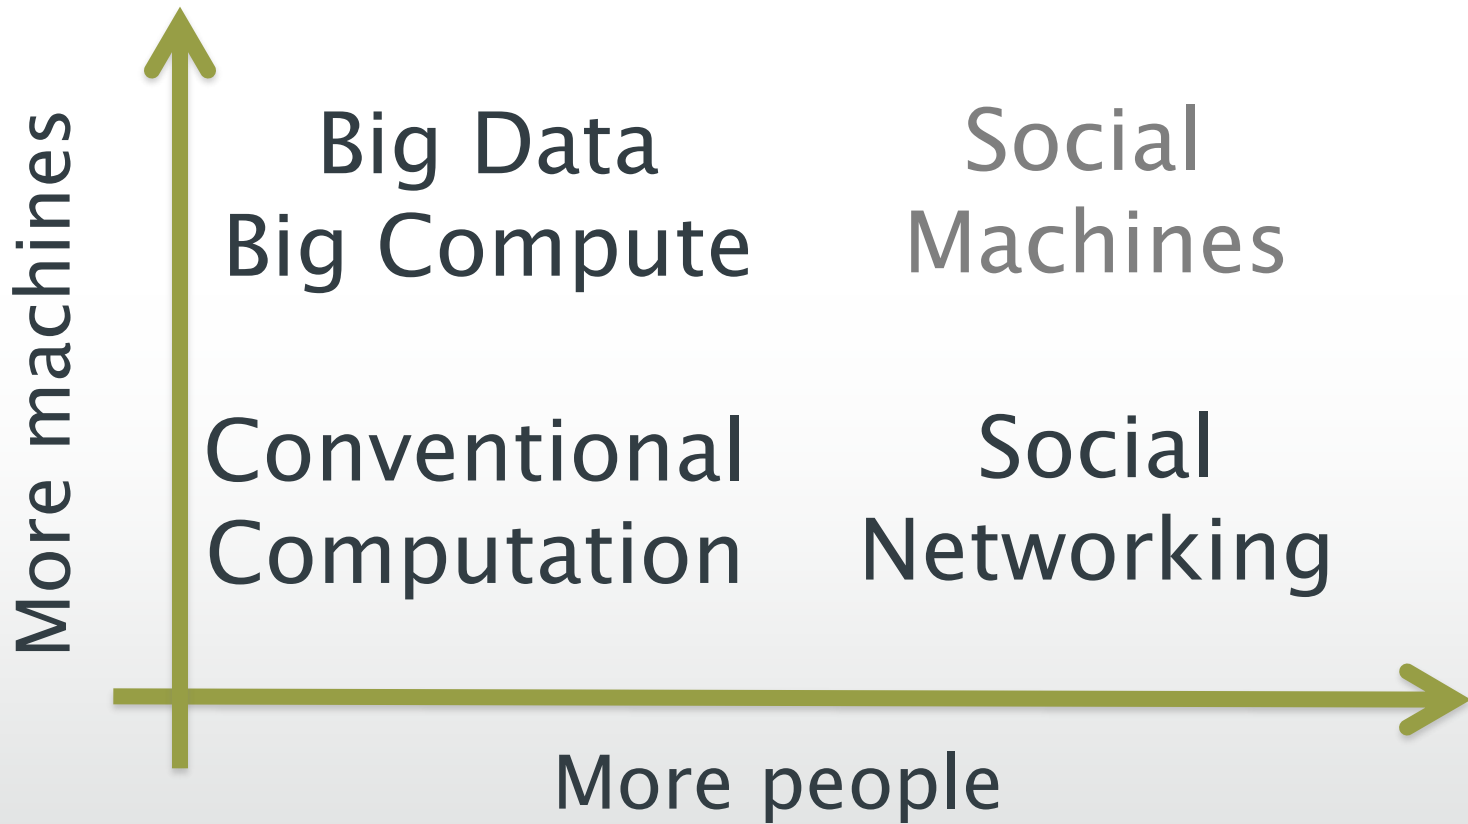 More machines
Big Data
Big Compute
Social
Machines
Conventional
Computation
Social
Networking
More people